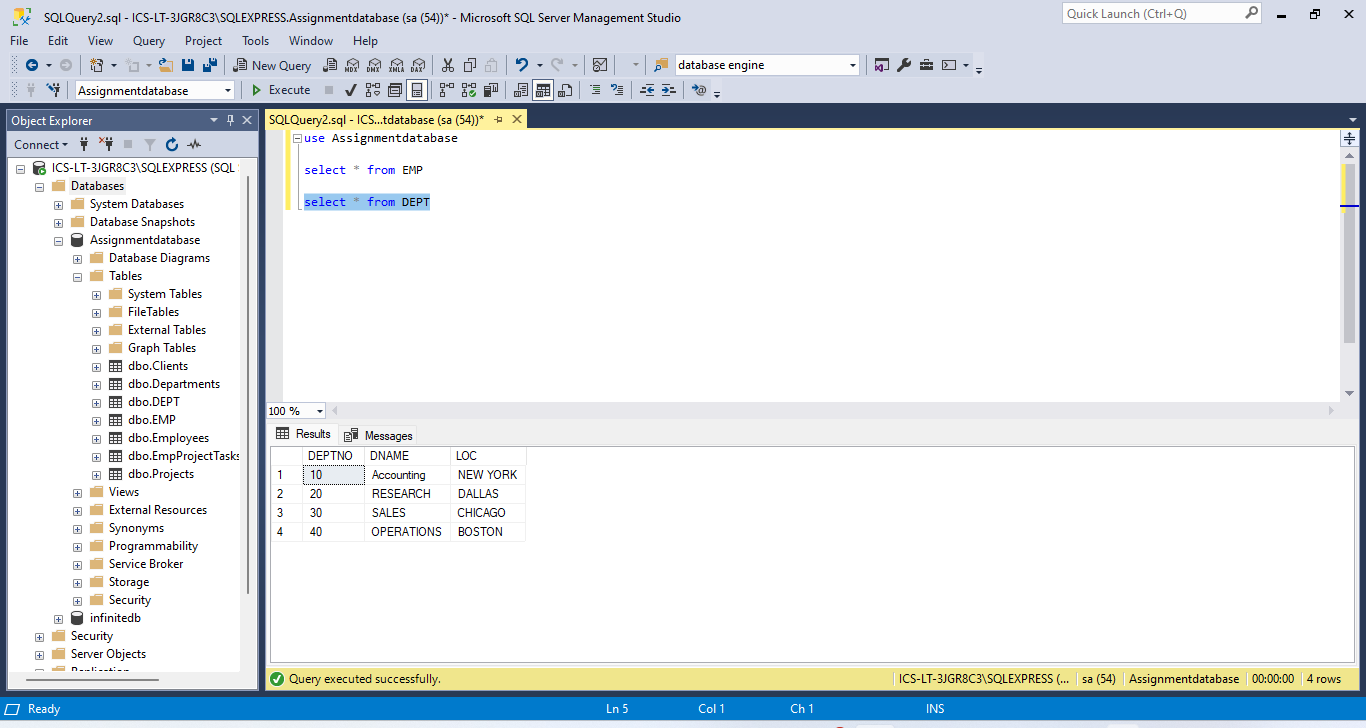 SQLQuery2.sql - ICS-LT-3JGR8C3\SQLEXPRESS.Assignmentdatabase (sa (54))* - Microsoft SQL Server Management Studio
Quick Launch (Ctrl+Q)
File Edit View Query Project Tools Window Help
New Query
MDX DMX XMLA DAX
database engine
Assignmentdatabase
Execute
Object Explorer
Connect
ICS-LT-3JGR8C3\SQLEXPRESS (SQL
Databases
System Databases
Database Snapshots
Assignmentdatabase
Database Diagrams
Tables
System Tables
FileTables
External Tables
Graph Tables
dbo.Clients
dbo.Departments
dbo.DEPT
dbo.EMP
dbo.Employees
dbo.EmpProjectTasks
dbo.Projects
Views
External Resources
Synonyms
Programmability
Service Broker
Storage
Security
infinitedb
Security
Server Objects
Replication
SQLQuery2.sql - ICS...tdatabase (sa (54))*
use Assignmentdatabase
select * from EMP
select * from DEPT
100 %
Results Messages
DEPTNO DNAME LOC
1 10 Accounting NEW YORK
2 20 RESEARCH DALLAS
3 30 SALES CHICAGO
4 40 OPERATIONS BOSTON
Query executed successfully.
ICS-LT-3JGR8C3\SQLEXPRESS (... sa (54) Assignmentdatabase 00:00:00 4 rows
Ready Ln 5 Col 1 Ch 1 INS